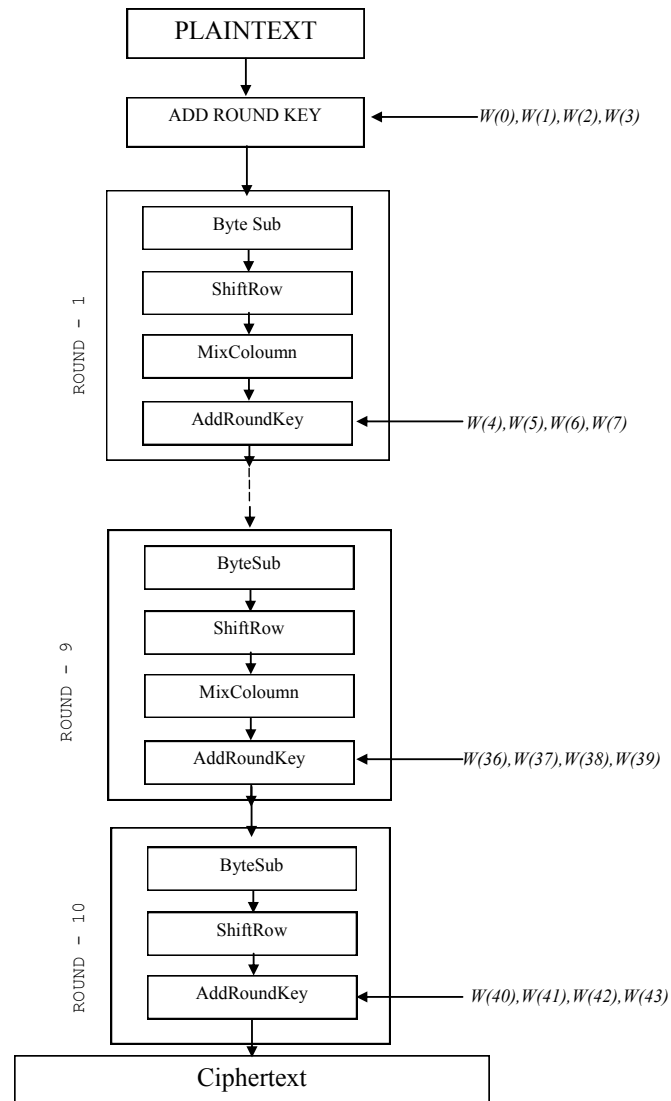 PLAINTEXT
ADD ROUND KEY
W(0),W(1),W(2),W(3)
ROUND - 1
Byte Sub
ShiftRow
MixColoumn
AddRoundKey
W(4),W(5),W(6),W(7)
ROUND - 9
ByteSub
ShiftRow
MixColoumn
AddRoundKey
W(36),W(37),W(38),W(39)
ROUND - 10
ByteSub
ShiftRow
AddRoundKey
W(40),W(41),W(42),W(43)
Ciphertext